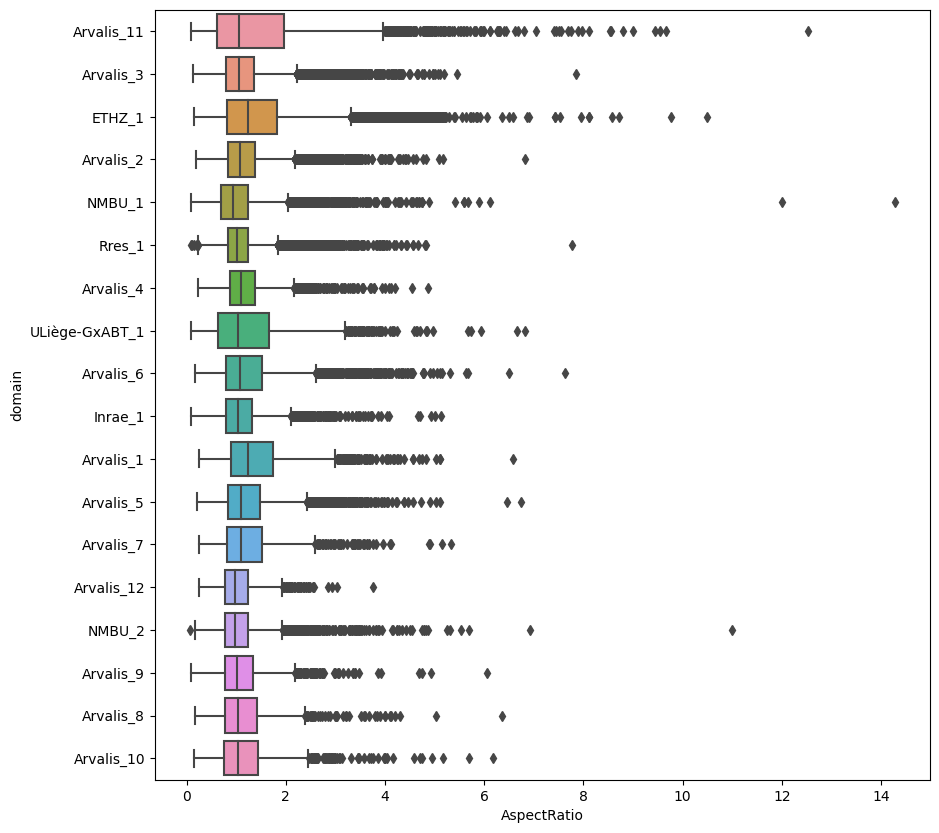 Arvalis_11
Arvalis_3
ETHZ_1
Arvalis_2
NMBU_1
Rres_1
Arvalis_4
ULiège-GxABT_1
Arvalis_6
Inrae_1
Arvalis_1
Arvalis_5
Arvalis_7
Arvalis_12
NMBU_2
Arvalis_9
Arvalis_8
Arvalis_10
domain
0 2 4 6 8 10 12 14
AspectRatio